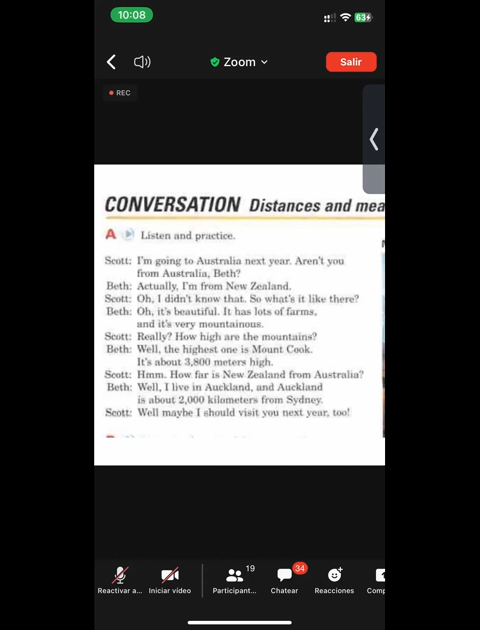 10:08
63
Zoom
Salir
REC
CONVERSATION Distances and mea
A Listen and practice.
Scott: I'm going to Australia next year. Aren't you
from Australia, Beth?
Beth: Actually, I'm from New Zealand.
Scott: Oh, I didn't know that. So what's it like there?
Beth: Oh, it's beautiful. It has lots of farms,
and it's very mountainous.
Scott: Really? How high are the mountains?
Beth: Well, the highest one is Mount Cook.
It's about 3,800 meters high.
Scott: Hmm. How far is New Zealand from Australia?
Beth: Well, I live in Auckland, and Auckland
is about 2,000 kilometers from Sydney.
Scott: Well maybe I should visit you next year, too!
19
34
Reactivar a... Iniciar vídeo Participant... Chatear Reacciones Comp